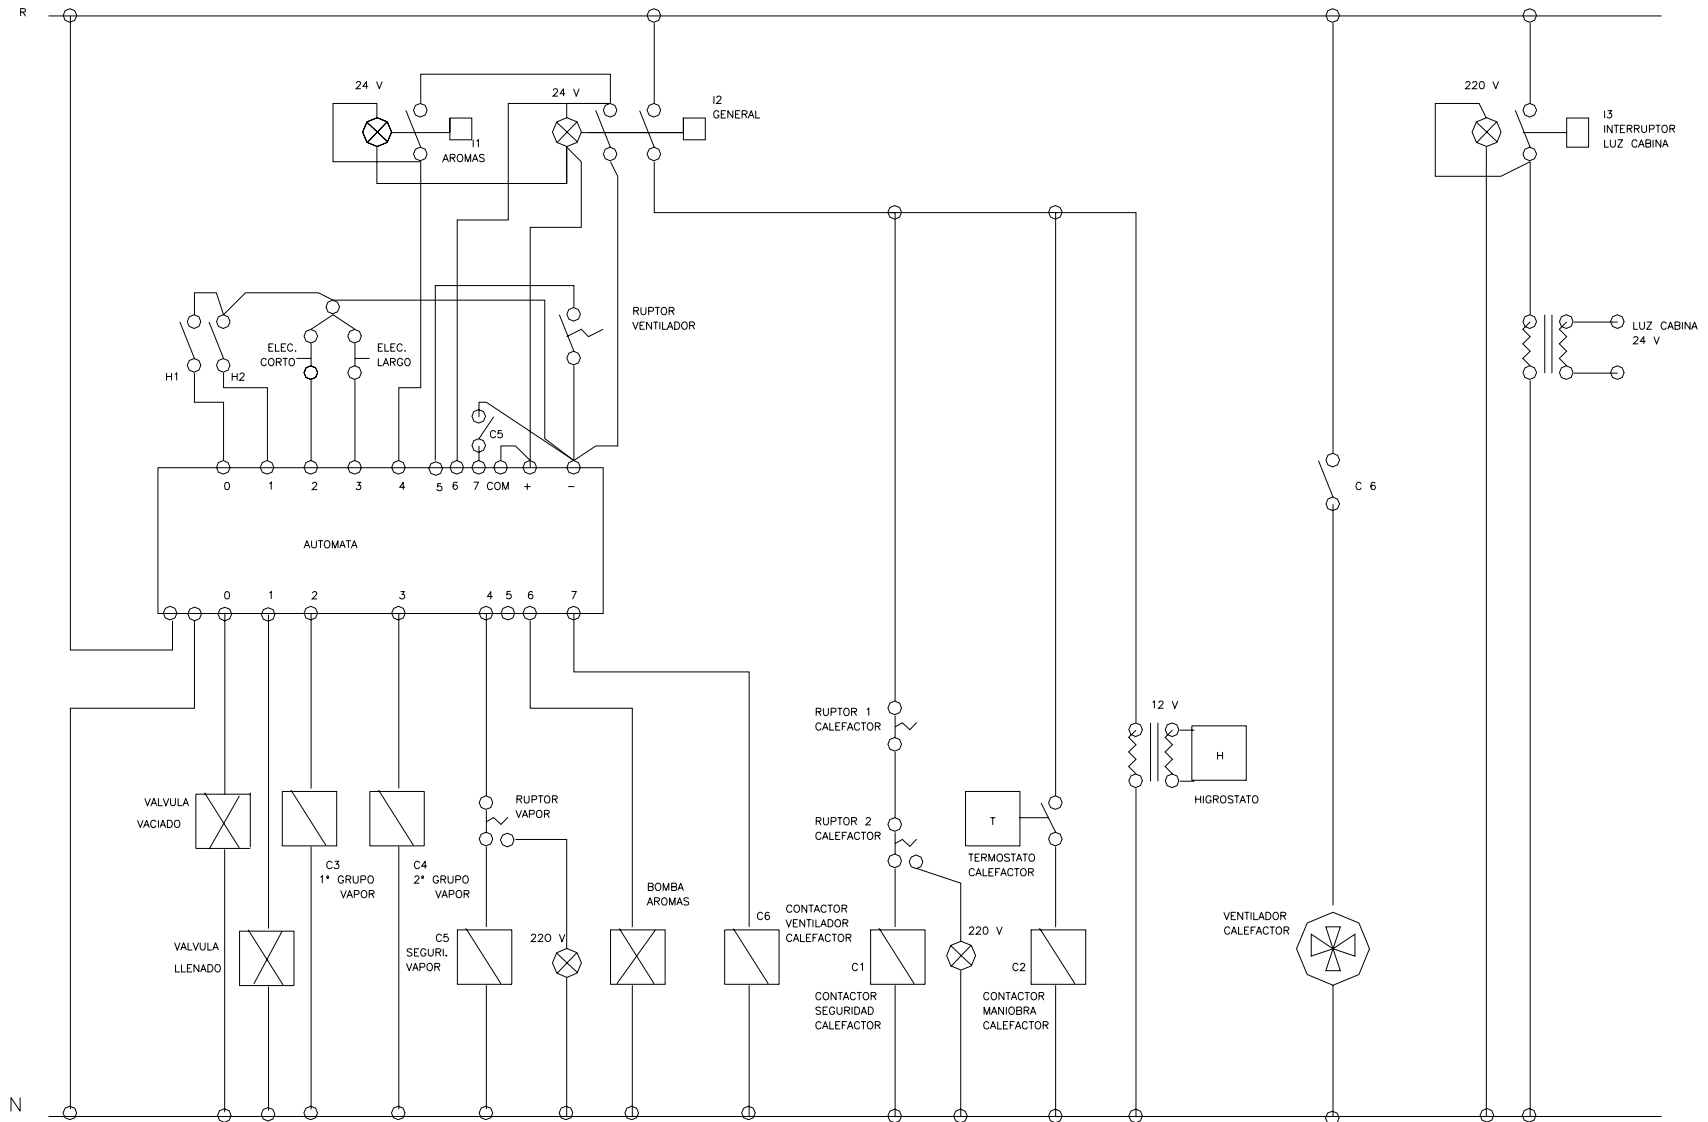 R
24 V
24 V
I2
GENERAL
220 V
I3
INTERRUPTOR
LUZ CABINA
I1
AROMAS
RUPTOR
VENTILADOR
LUZ CABINA
24 V
ELEC.
CORTO
ELEC.
LARGO
H1
H2
C5
0 1 2 3 4 5 6 7 COM + -
C 6
AUTOMATA
0 1 2 3 4 5 6 7
12 V
RUPTOR 1
CALEFACTOR
H
HIGROSTATO
VALVULA
VACIADO
RUPTOR
VAPOR
RUPTOR 2
CALEFACTOR
T
TERMOSTATO
CALEFACTOR
C3
1° GRUPO
VAPOR
C4
2° GRUPO
VAPOR
BOMBA
AROMAS
C6
CONTACTOR
VENTILADOR
CALEFACTOR
VENTILADOR
CALEFACTOR
VALVULA
LLENADO
C5
SEGURI.
VAPOR
220 V
C1
220 V
C2
CONTACTOR
SEGURIDAD
CALEFACTOR
CONTACTOR
MANIOBRA
CALEFACTOR
N